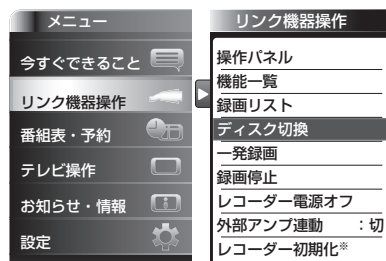 メニュー
今すぐできること
リンク機器操作
番組表・予約
テレビ操作
お知らせ・情報
設定
リンク機器操作
操作パネル
機能一覧
録画リスト
ディスク切換
一発録画
録画停止
レコーダー電源オフ
外部アンプ連動　：切
レコーダー初期化※